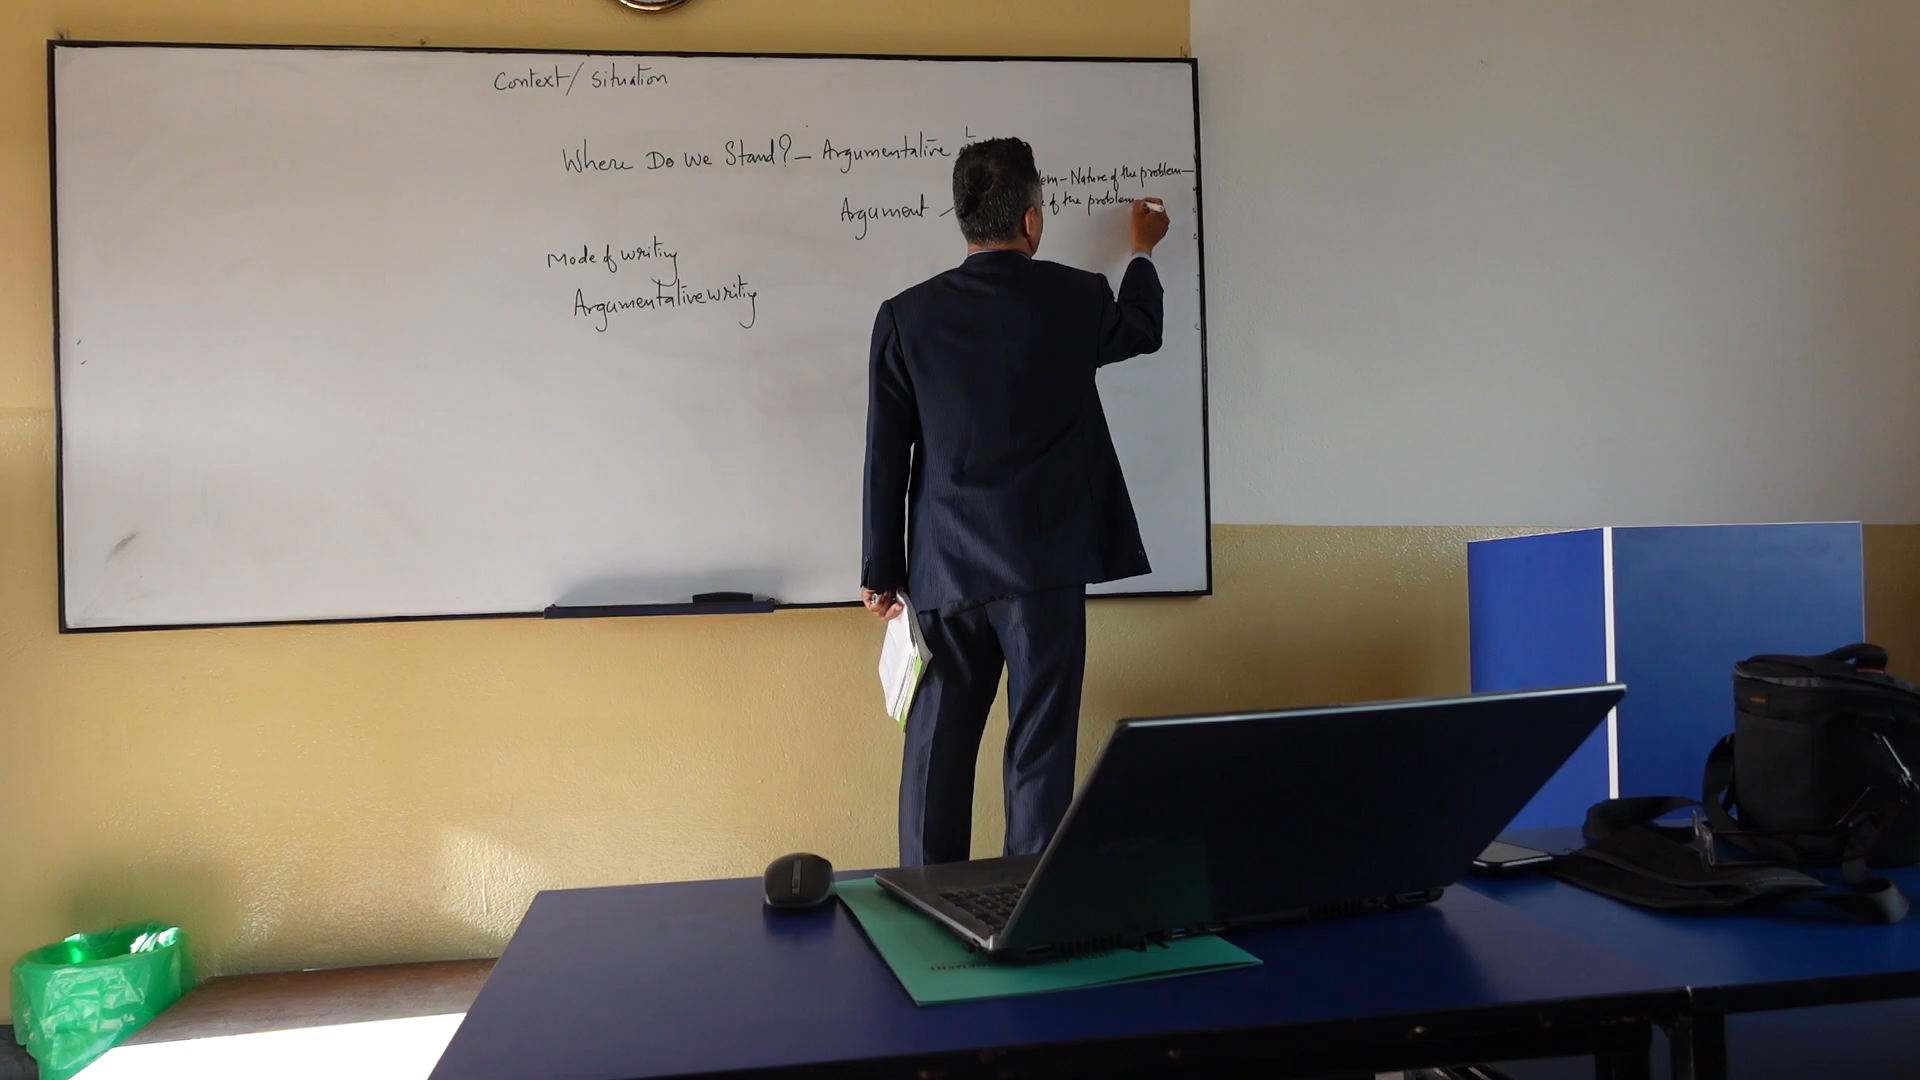 Context/ Situation
Where Do We Stand? – Argumentative
em – Nature of the problem –
Argument –
of the problem
Mode of writing
Argumentative writing